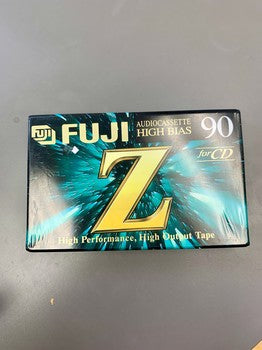 Fuji FUJI AUDIOCASSETTE
HIGH BIAS 90
for CD
Z
High Performance, High Output Tape